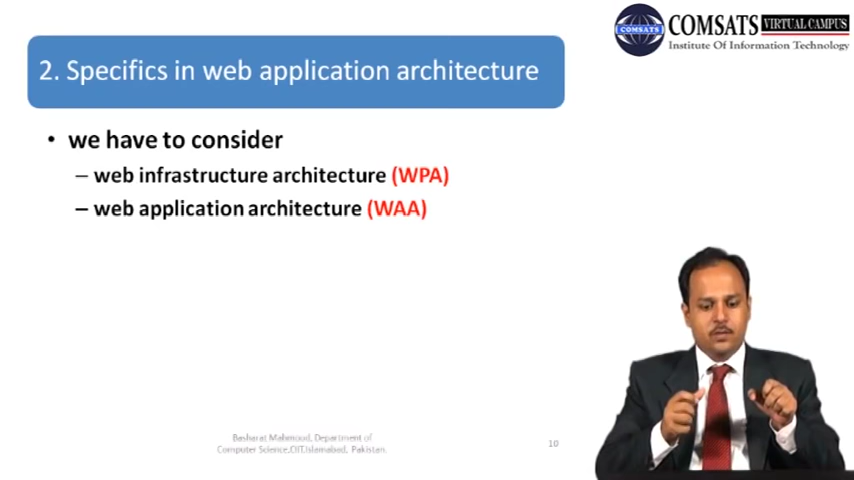 COMSATS VIRTUAL CAMPUS
COMSATS
Institute Of Information Technology
2. Specifics in web application architecture
• we have to consider
– web infrastructure architecture (WPA)
– web application architecture (WAA)
Basharat Mahmood, Department of
Computer Science,CIIT,Islamabad, Pakistan.
10